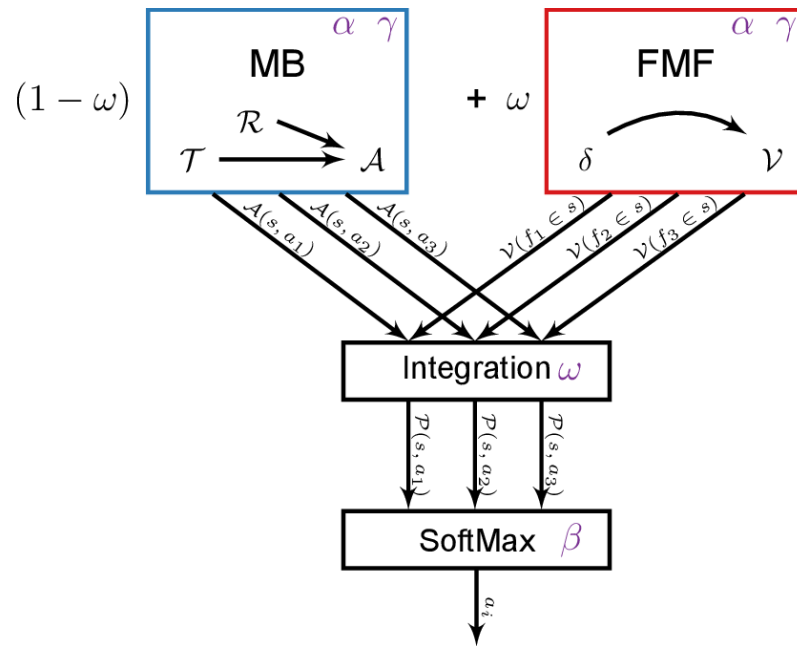 α γ
α γ
MB
FMF
(1 − ω)
+ ω
ℛ
𝒯
𝒜
δ
𝒱
𝒜(s, a₁)
𝒜(s, a₂)
𝒜(s, a₃)
𝒱(f₁ ∈ s)
𝒱(f₂ ∈ s)
𝒱(f₃ ∈ s)
Integration ω
𝒫(s, a₁)
𝒫(s, a₂)
𝒫(s, a₃)
SoftMax β
aᵢ